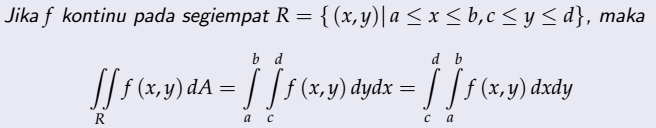 Jika f kontinu pada segiempat R = { (x, y)| a ≤ x ≤ b, c ≤ y ≤ d}, maka
∬_R f (x, y) dA = ∫_a^b ∫_c^d f (x, y) dydx = ∫_c^d ∫_a^b f (x, y) dxdy